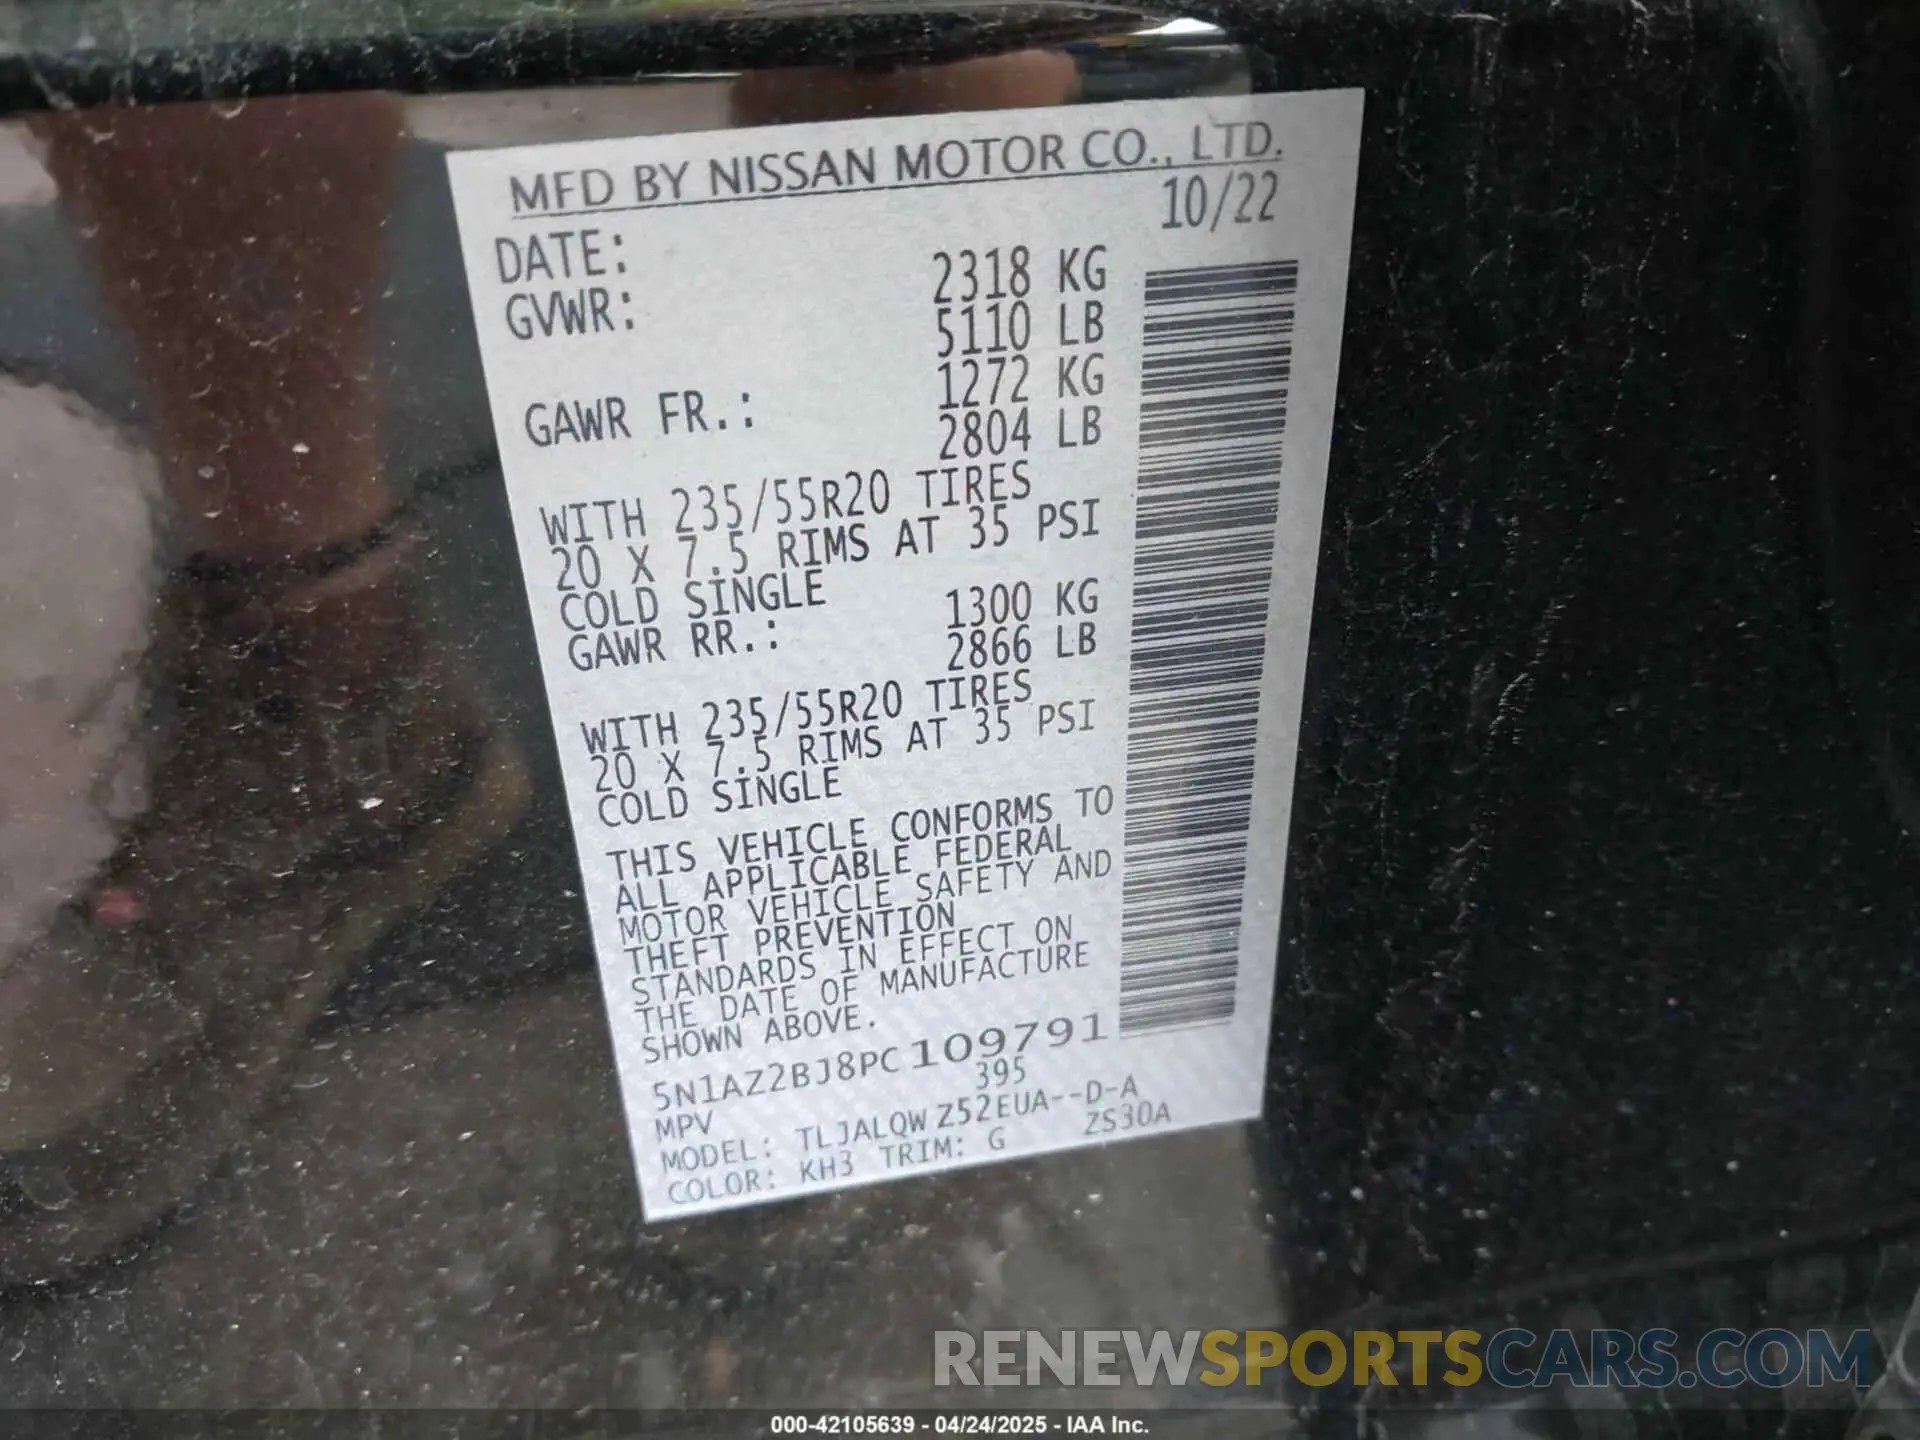 MFD BY NISSAN MOTOR CO., LTD.
DATE: 10/22
GVWR: 2318 KG
5110 LB
GAWR FR.: 1272 KG
2804 LB
WITH 235/55R20 TIRES
20 X 7.5 RIMS AT 35 PSI
COLD SINGLE
GAWR RR.: 1300 KG
2866 LB
WITH 235/55R20 TIRES
20 X 7.5 RIMS AT 35 PSI
COLD SINGLE
THIS VEHICLE CONFORMS TO
ALL APPLICABLE FEDERAL
MOTOR VEHICLE SAFETY AND
THEFT PREVENTION
STANDARDS IN EFFECT ON
THE DATE OF MANUFACTURE
SHOWN ABOVE.
5N1AZ2BJ8PC109791
MPV 395
MODEL: TLJALQWZ52EUA--D-A
COLOR: KH3 TRIM: G ZS30A
RENEWSPORTSCARS.COM
000-42105639 - 04/24/2025 - IAA Inc.